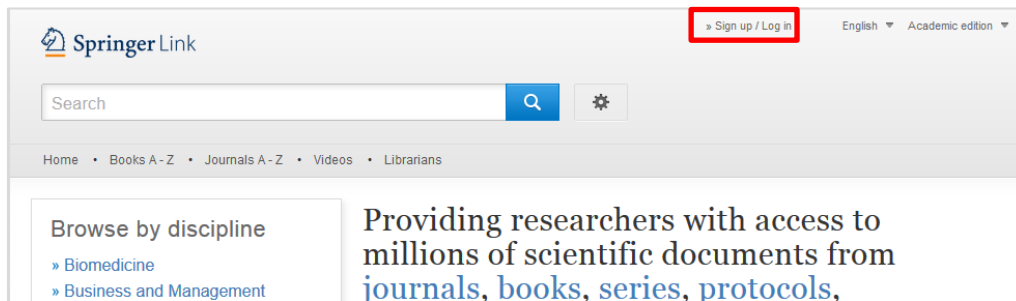 » Sign up / Log in English Academic edition
Springer Link
Search
Home • Books A - Z • Journals A - Z • Videos • Librarians
Browse by discipline
» Biomedicine
» Business and Management
Providing researchers with access to
millions of scientific documents from
journals, books, series, protocols,